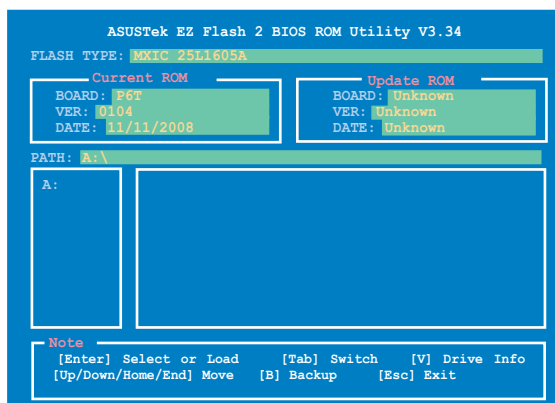 ASUSTek EZ Flash 2 BIOS ROM Utility V3.34
FLASH TYPE: MXIC 25L1605A
Current ROM
BOARD: P6T
VER: 0104
DATE: 11/11/2008
Update ROM
BOARD: Unknown
VER: Unknown
DATE: Unknown
PATH: A:\
A:
Note
[Enter] Select or Load [Tab] Switch [V] Drive Info
[Up/Down/Home/End] Move [B] Backup [Esc] Exit